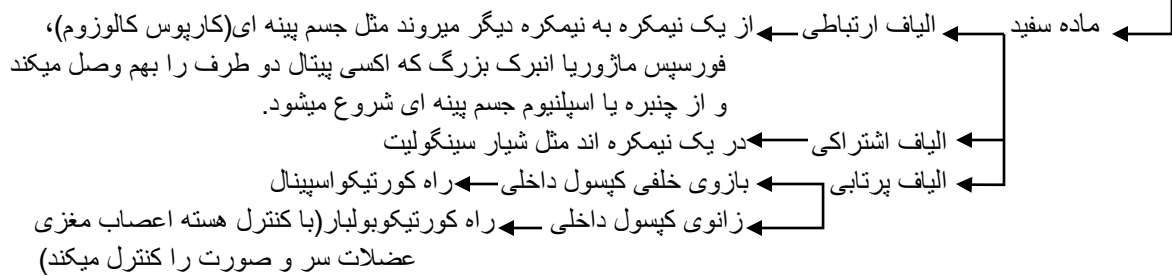 ماده سفید الیاف ارتباطی از یک نیمکره به نیمکره دیگر میروند مثل جسم پینه ای(کارپوس کالوزوم)،
فورسپس ماژوریا انبرک بزرگ که اکسی پیتال دو طرف را بهم وصل میکند
و از چنبره یا اسپلنیوم جسم پینه ای شروع میشود.
الیاف اشتراکی در یک نیمکره اند مثل شیار سینگولیت
الیاف پرتابی بازوی خلفی کپسول داخلی راه کورتیکواسپینال
زانوی کپسول داخلی راه کورتیکوبولبار(با کنترل هسته اعصاب مغزی
عضلات سر و صورت را کنترل میکند)